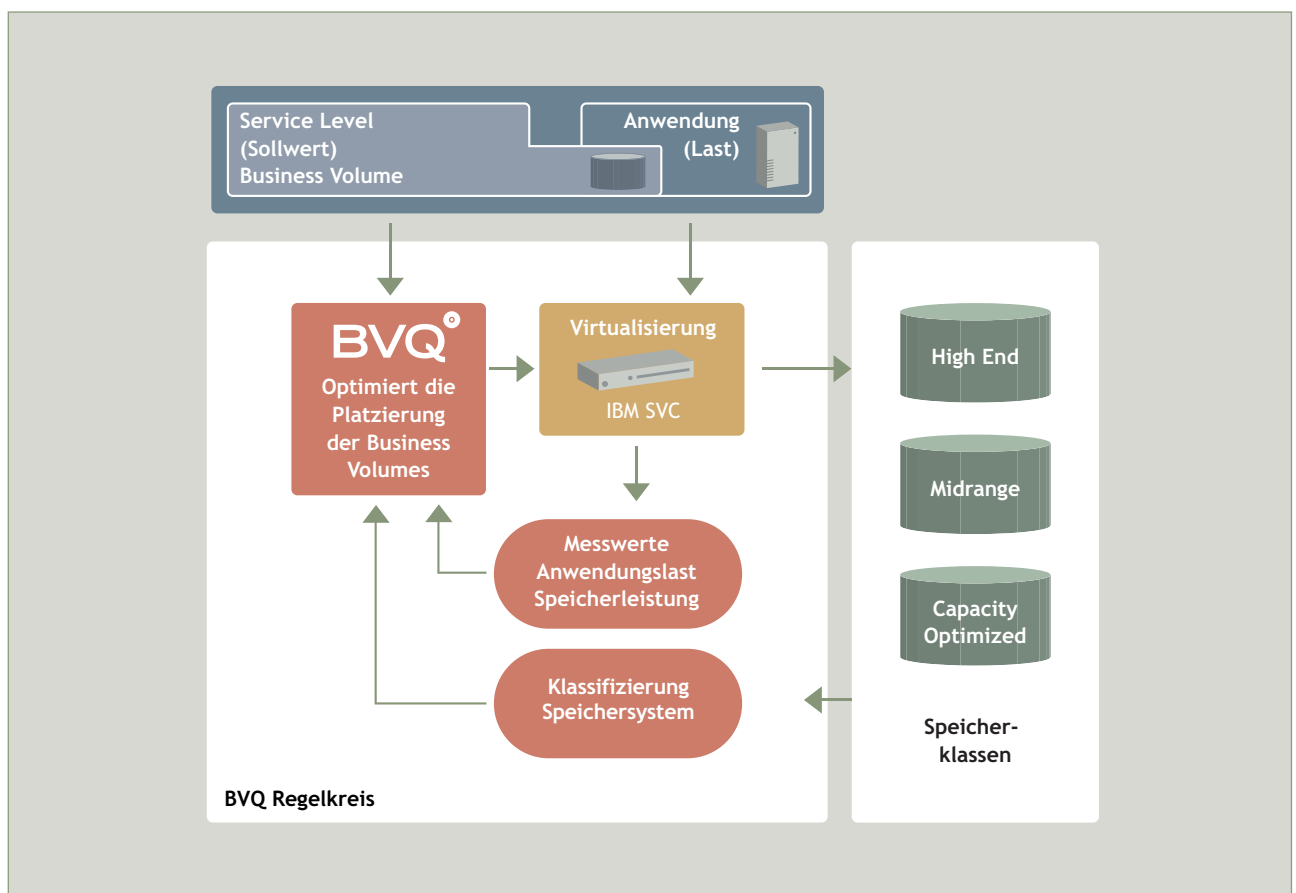 Service Level
(Sollwert)
Business Volume
Anwendung
(Last)
BVQ
Optimiert die
Platzierung
der Business
Volumes
Virtualisierung
IBM SVC
High End
Midrange
Capacity
Optimized
Messwerte
Anwendungslast
Speicherleistung
Klassifizierung
Speichersystem
Speicher-
klassen
BVQ Regelkreis